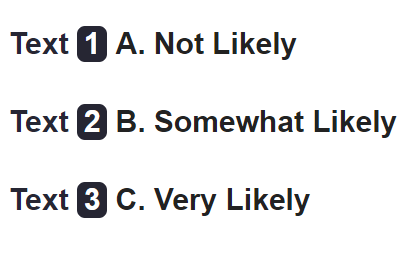 Text 1 A. Not Likely
Text 2 B. Somewhat Likely
Text 3 C. Very Likely